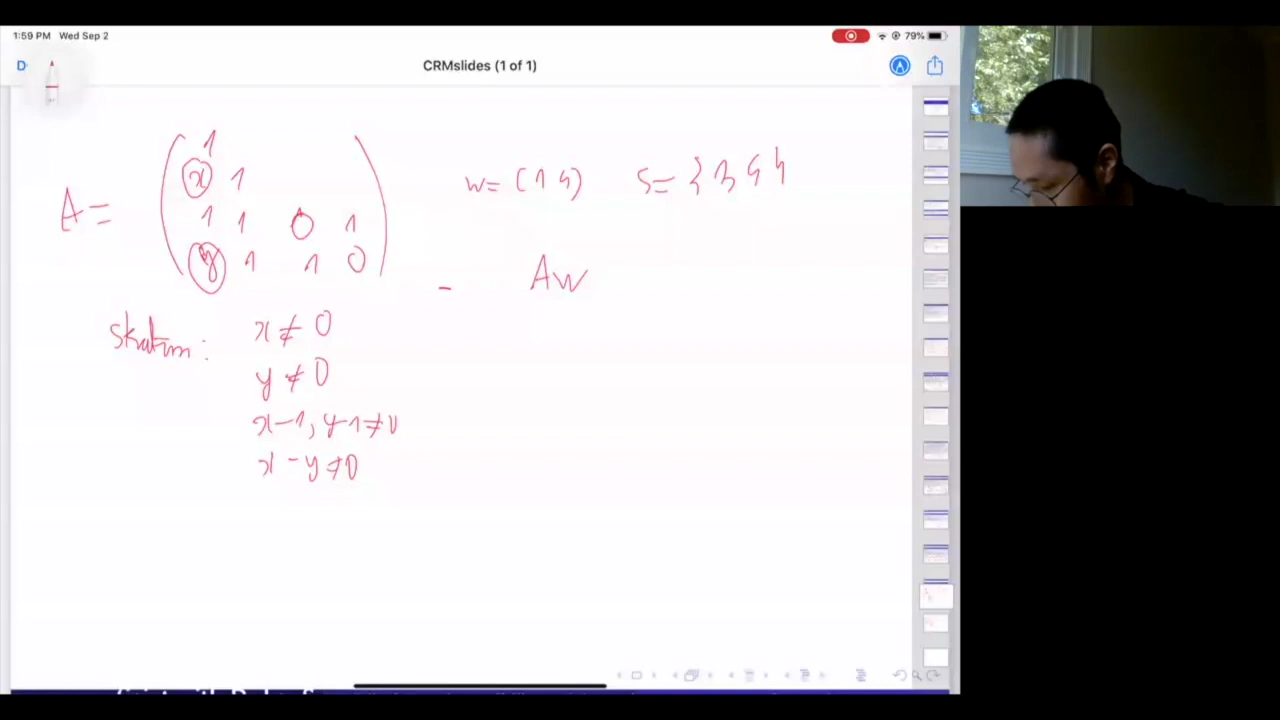 1:59 PM Wed Sep 2
79%
D
CRMslides (1 of 1)
A = ( 1
x 1
1 1 0 1
y 1 1 0 )
w = (1 4) S = { 1 3 4 }
- Aw
x ≠ 0
y ≠ 0
x - 1, y - 1 ≠ 0
x - y ≠ 0